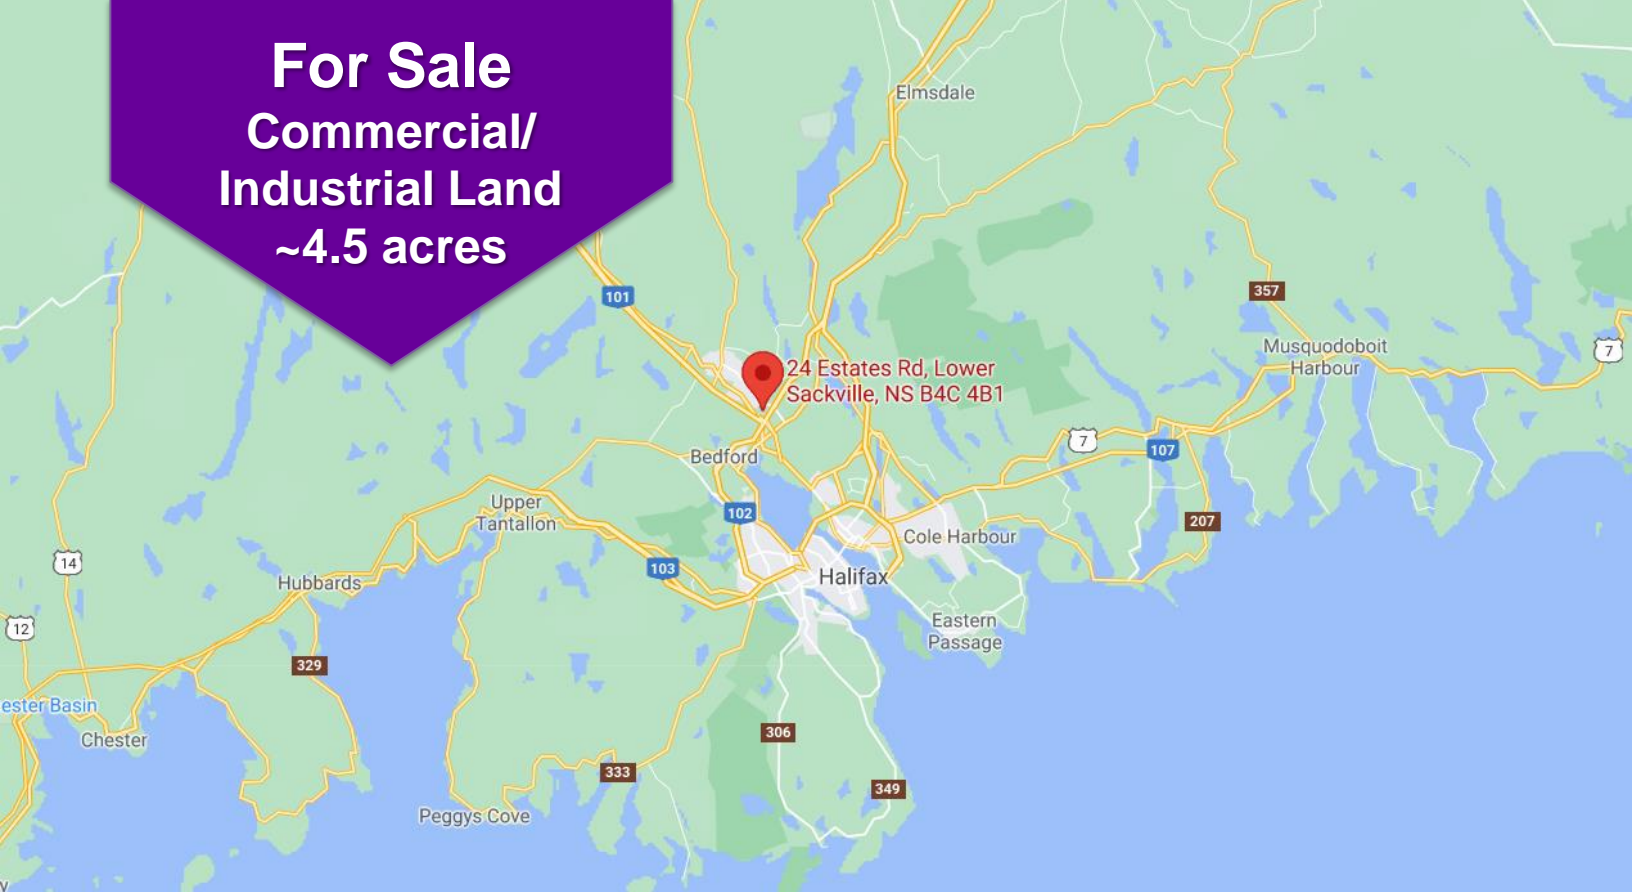 For Sale
Commercial/
Industrial Land
~4.5 acres
Elmsdale
101
357
Musquodoboit
Harbour
7
24 Estates Rd, Lower
Sackville, NS B4C 4B1
7
107
Bedford
Upper
Tantallon
102
207
Cole Harbour
14
103
Hubbards
Halifax
12
Eastern
Passage
329
ester Basin
Chester
306
333
349
Peggys Cove